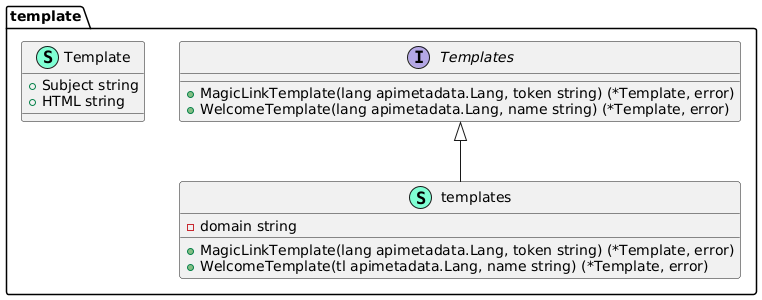 template
S Template
Subject string
HTML string
I Templates
MagicLinkTemplate(lang apimetadata.Lang, token string) (*Template, error)
WelcomeTemplate(lang apimetadata.Lang, name string) (*Template, error)
S templates
domain string
MagicLinkTemplate(lang apimetadata.Lang, token string) (*Template, error)
WelcomeTemplate(tl apimetadata.Lang, name string) (*Template, error)